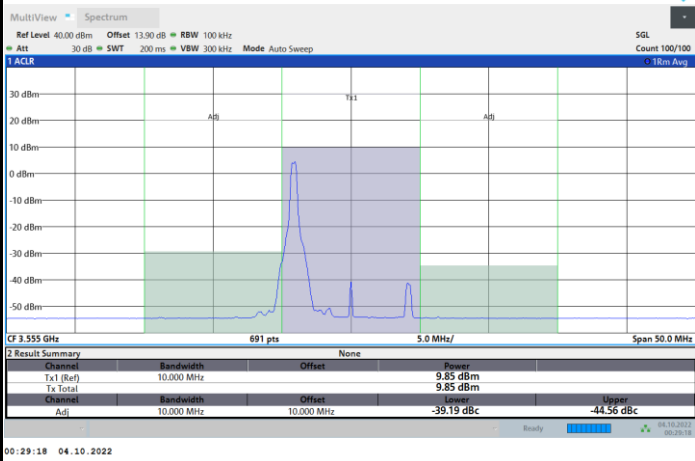 MultiView Spectrum
Ref Level 40.00 dBm Offset 13.90 dB RBW 100 kHz SGL
Att 30 dB SWT 200 ms VBW 300 kHz Mode Auto Sweep Count 100/100
1 ACLR 1Rm Avg
30 dBm
Tx1
20 dBm
Adj Adj
10 dBm
0 dBm
-10 dBm
-20 dBm
-30 dBm
-40 dBm
-50 dBm
CF 3.555 GHz 691 pts 5.0 MHz/ Span 50.0 MHz
2 Result Summary None
Channel Bandwidth Offset Power
Tx1 (Ref) 10.000 MHz 9.85 dBm
Tx Total 9.85 dBm
Channel Bandwidth Offset Lower Upper
Adj 10.000 MHz 10.000 MHz -39.19 dBc -44.56 dBc
Ready 04.10.2022
00:29:18
00:29:18 04.10.2022